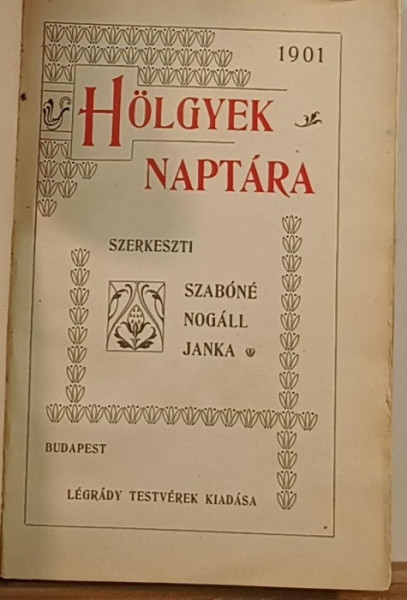 1901
HÖLGYEK
NAPTÁRA
SZERKESZTI
SZABÓNÉ
NOGÁLL
JANKA
BUDAPEST
LÉGRÁDY TESTVÉREK KIADÁSA